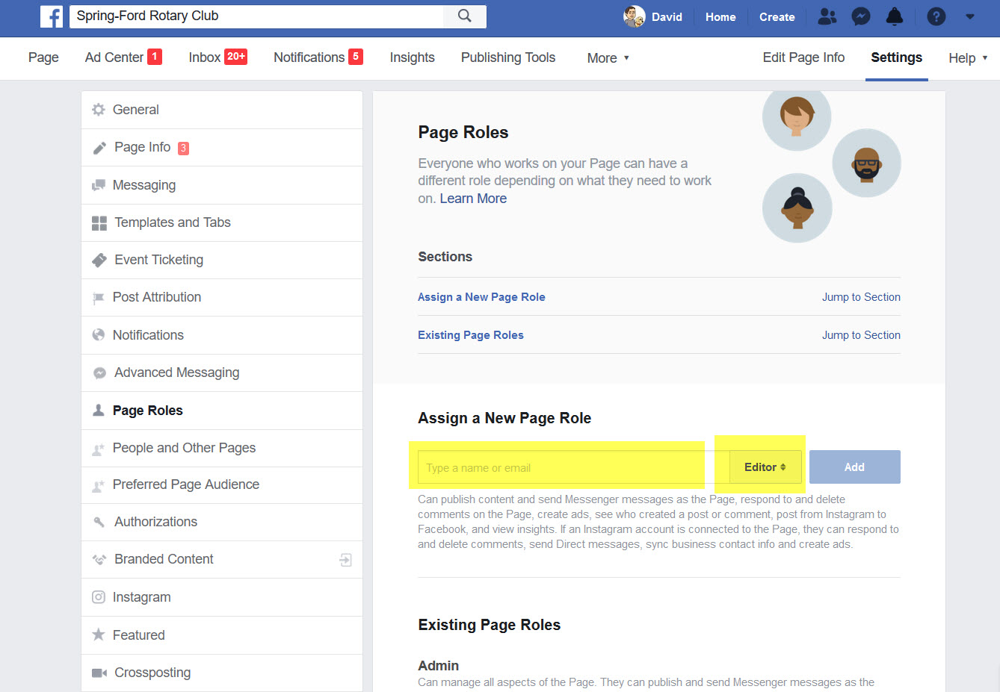 Spring-Ford Rotary Club
David Home Create
Page Ad Center 1 Inbox 20+ Notifications 5 Insights Publishing Tools More Edit Page Info Settings Help
General
Page Info 3
Messaging
Templates and Tabs
Event Ticketing
Post Attribution
Notifications
Advanced Messaging
Page Roles
People and Other Pages
Preferred Page Audience
Authorizations
Branded Content
Instagram
Featured
Crossposting
Page Roles
Everyone who works on your Page can have a
different role depending on what they need to work
on. Learn More
Sections
Assign a New Page Role Jump to Section
Existing Page Roles Jump to Section
Assign a New Page Role
Type a name or email Editor Add
Can publish content and send Messenger messages as the Page, respond to and delete
comments on the Page, create ads, see who created a post or comment, post from Instagram to
Facebook, and view insights. If an Instagram account is connected to the Page, they can respond to
and delete comments, send Direct messages, sync business contact info and create ads.
Existing Page Roles
Admin
Can manage all aspects of the Page. They can publish and send Messenger messages as the